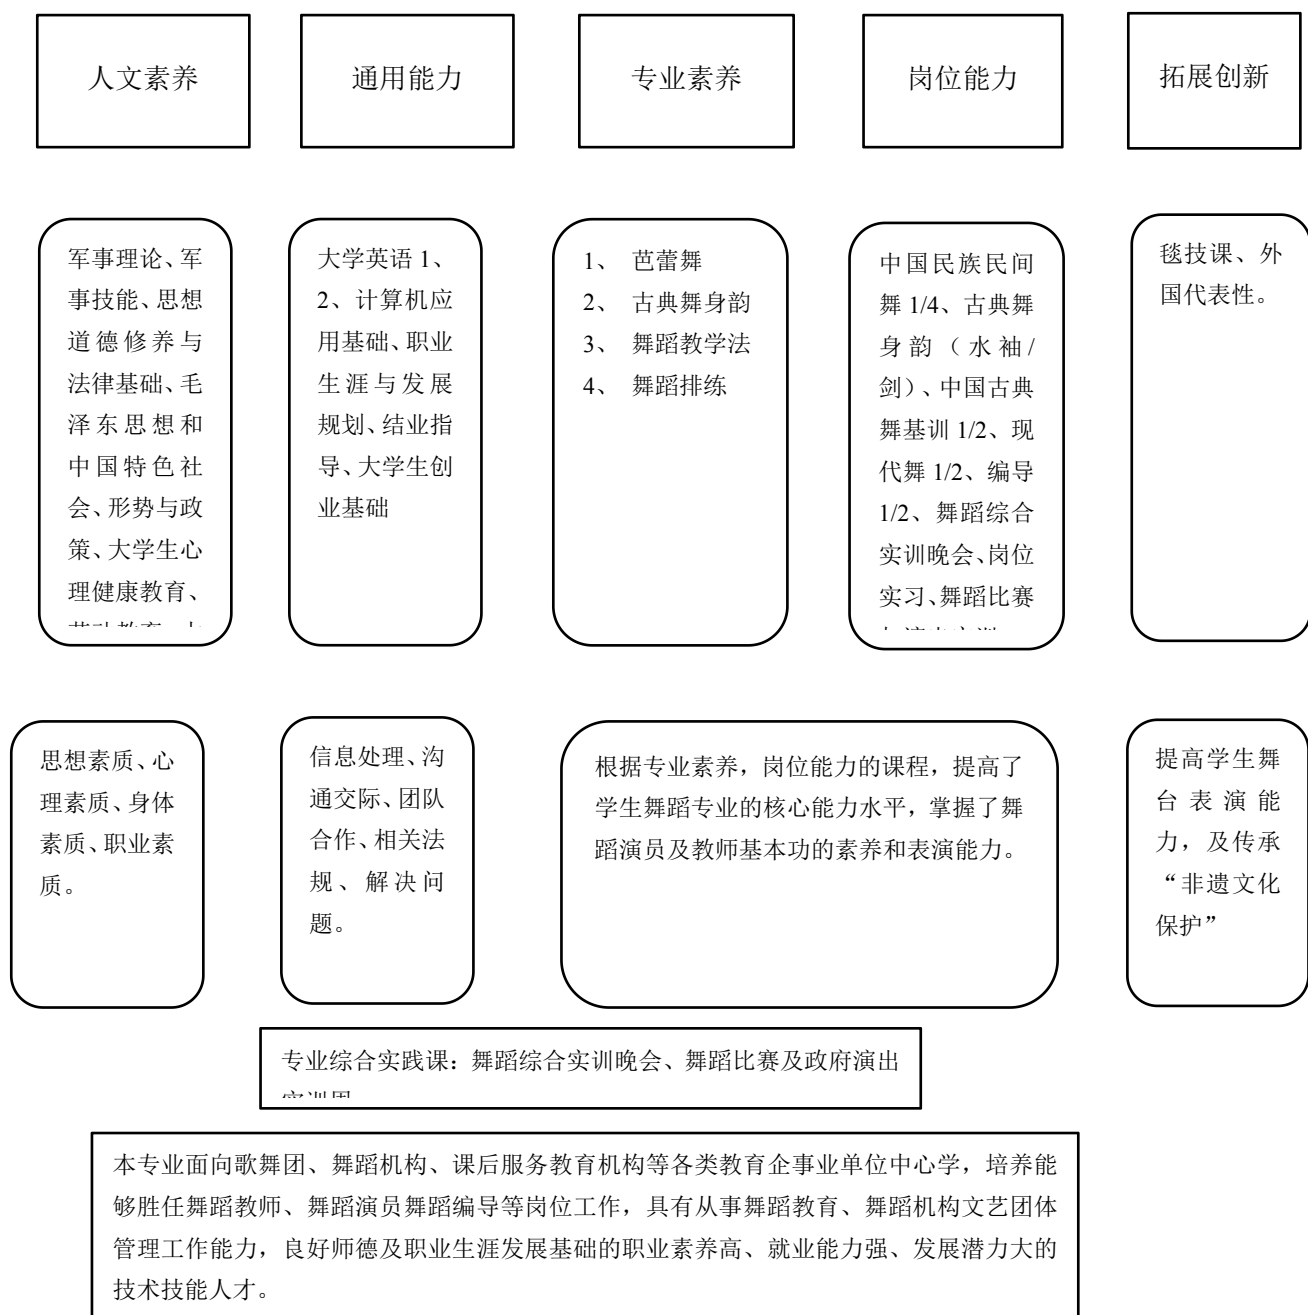 人文素养
通用能力
专业素养
岗位能力
拓展创新
军事理论、军
事技能、思想
道德修养与
法律基础、毛
泽东思想和
中国特色社
会、形势与政
策、大学生心
理健康教育、
大学英语 1、
2、计算机应
用基础、职业
生涯与发展
规划、结业指
导、大学生创
业基础
1、 芭蕾舞
2、 古典舞身韵
3、 舞蹈教学法
4、 舞蹈排练
中国民族民间
舞 1/4、古典舞
身韵（水袖/
剑）、中国古典
舞基训 1/2、现
代舞 1/2、编导
1/2、舞蹈综合
实训晚会、岗位
实习、舞蹈比赛
毯技课、外
国代表性。
思想素质、心
理素质、身体
素质、职业素
质。
信息处理、沟
通交际、团队
合作、相关法
规、解决问
题。
根据专业素养，岗位能力的课程，提高了
学生舞蹈专业的核心能力水平，掌握了舞
蹈演员及教师基本功的素养和表演能力。
提高学生舞
台表演能
力，及传承
“非遗文化
保护”
专业综合实践课：舞蹈综合实训晚会、舞蹈比赛及政府演出
本专业面向歌舞团、舞蹈机构、课后服务教育机构等各类教育企事业单位中心学，培养能
够胜任舞蹈教师、舞蹈演员舞蹈编导等岗位工作，具有从事舞蹈教育、舞蹈机构文艺团体
管理工作能力，良好师德及职业生涯发展基础的职业素养高、就业能力强、发展潜力大的
技术技能人才。